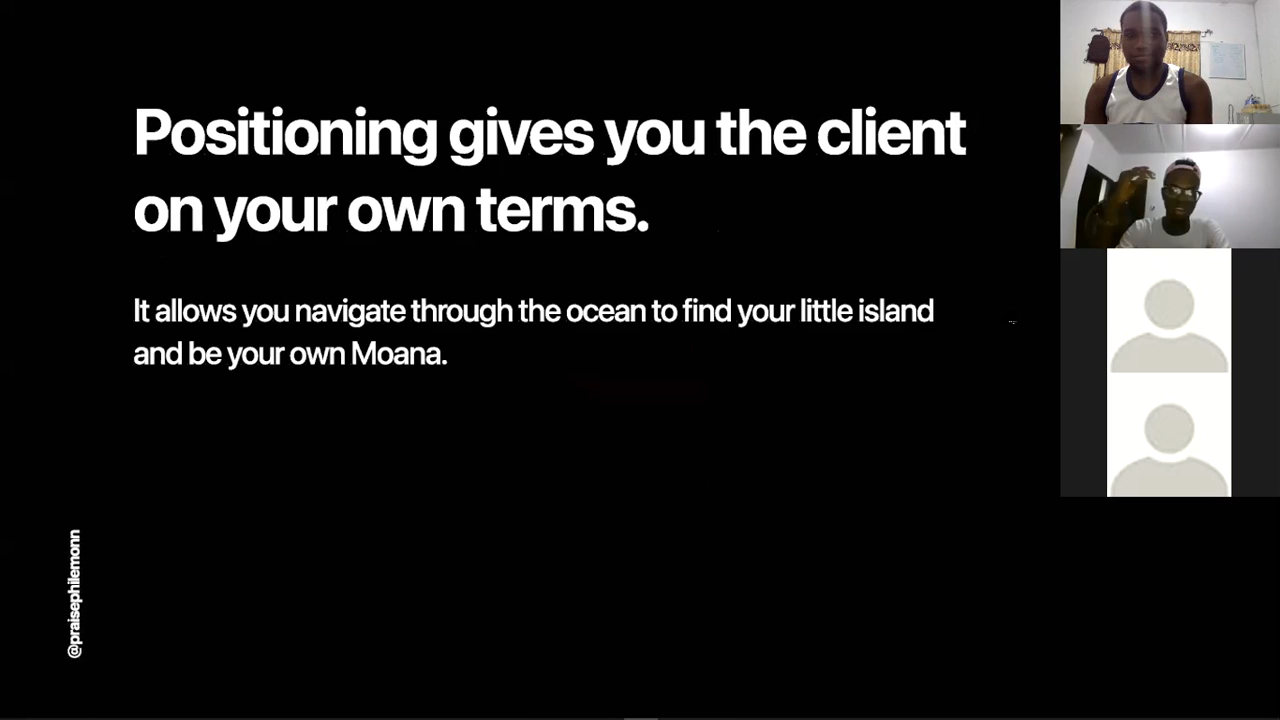 Positioning gives you the client
on your own terms.
It allows you navigate through the ocean to find your little island
and be your own Moana.
@praisephilemonn